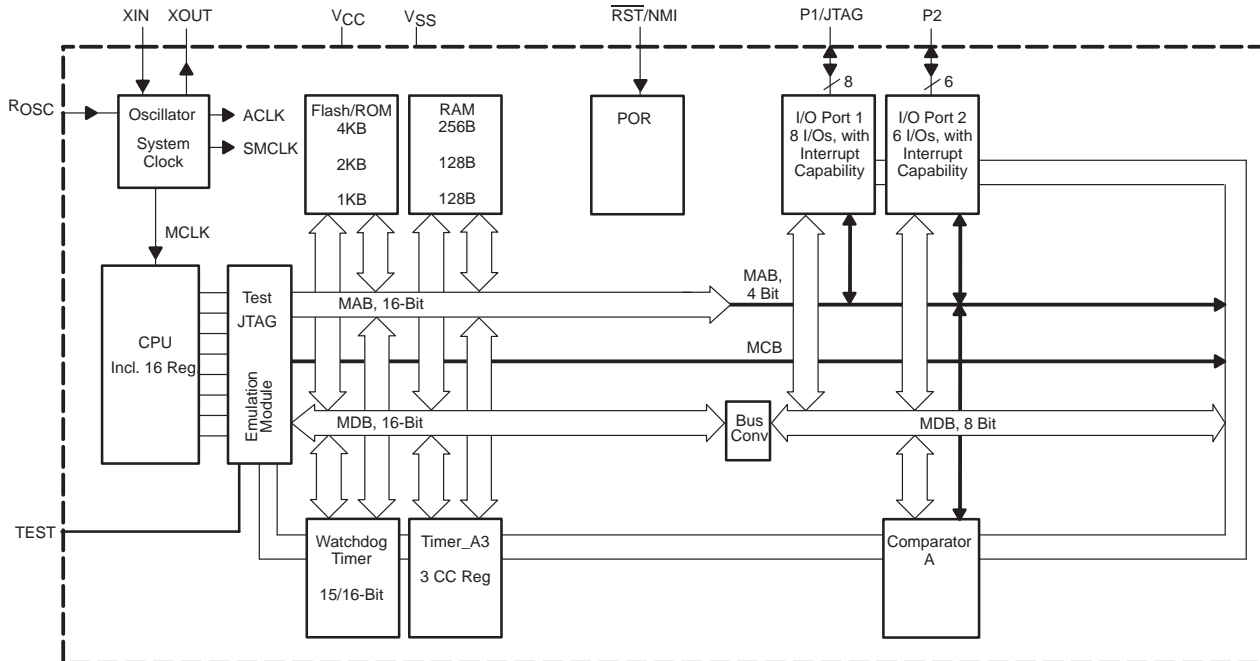 XIN
XOUT
VCC
VSS
RST/NMI
P1/JTAG
P2
8
6
ROSC
Oscillator
System
Clock
ACLK
SMCLK
Flash/ROM
4KB
2KB
1KB
RAM
256B
128B
128B
POR
I/O Port 1
8 I/Os, with
Interrupt
Capability
I/O Port 2
6 I/Os, with
Interrupt
Capability
MCLK
CPU
Incl. 16 Reg.
Test
JTAG
Emulation
Module
MAB, 16-Bit
MAB,
4 Bit
MCB
MDB, 16-Bit
Bus
Conv
MDB, 8 Bit
TEST
Watchdog
Timer
15/16-Bit
Timer_A3
3 CC Reg
Comparator
A